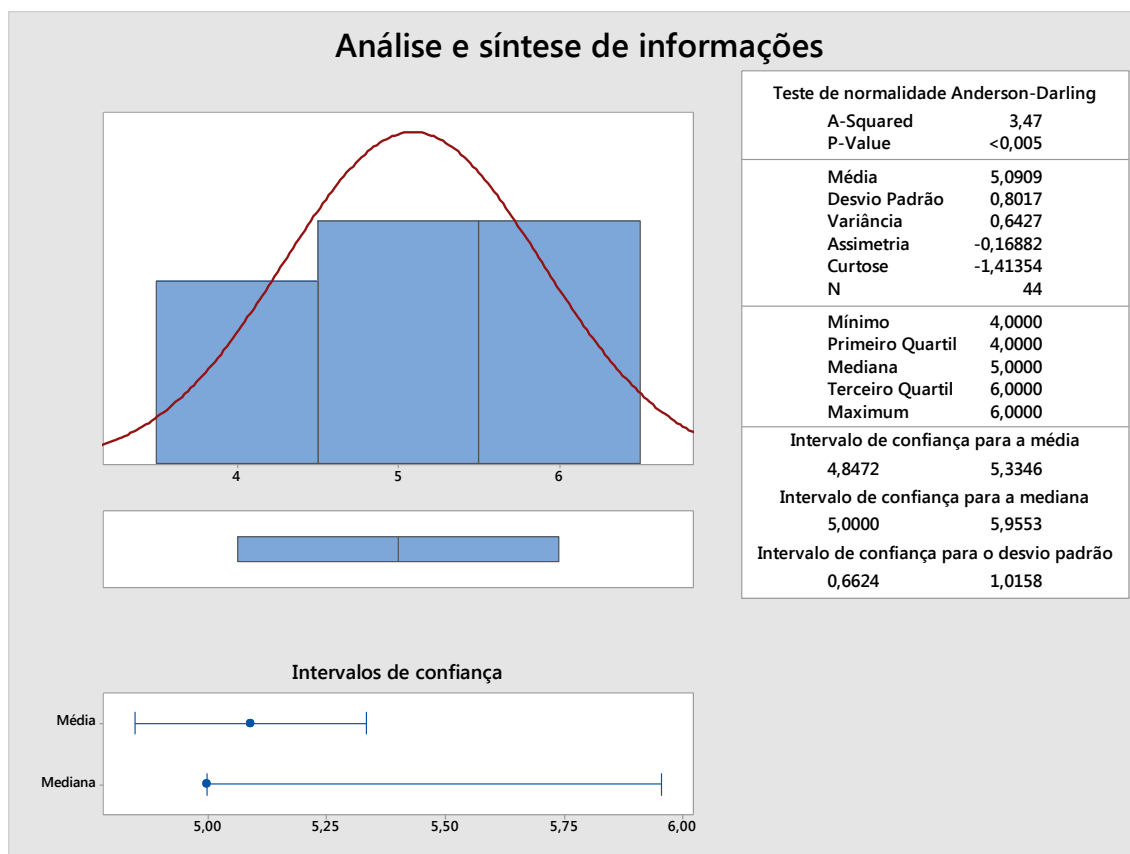 Análise e síntese de informações
4 5 6
Intervalos de confiança
Média
Mediana
5,00 5,25 5,50 5,75 6,00
Teste de normalidade Anderson-Darling
A-Squared 3,47
P-Value <0,005
Média 5,0909
Desvio Padrão 0,8017
Variância 0,6427
Assimetria -0,16882
Curtose -1,41354
N 44
Mínimo 4,0000
Primeiro Quartil 4,0000
Mediana 5,0000
Terceiro Quartil 6,0000
Maximum 6,0000
Intervalo de confiança para a média
4,8472 5,3346
Intervalo de confiança para a mediana
5,0000 5,9553
Intervalo de confiança para o desvio padrão
0,6624 1,0158